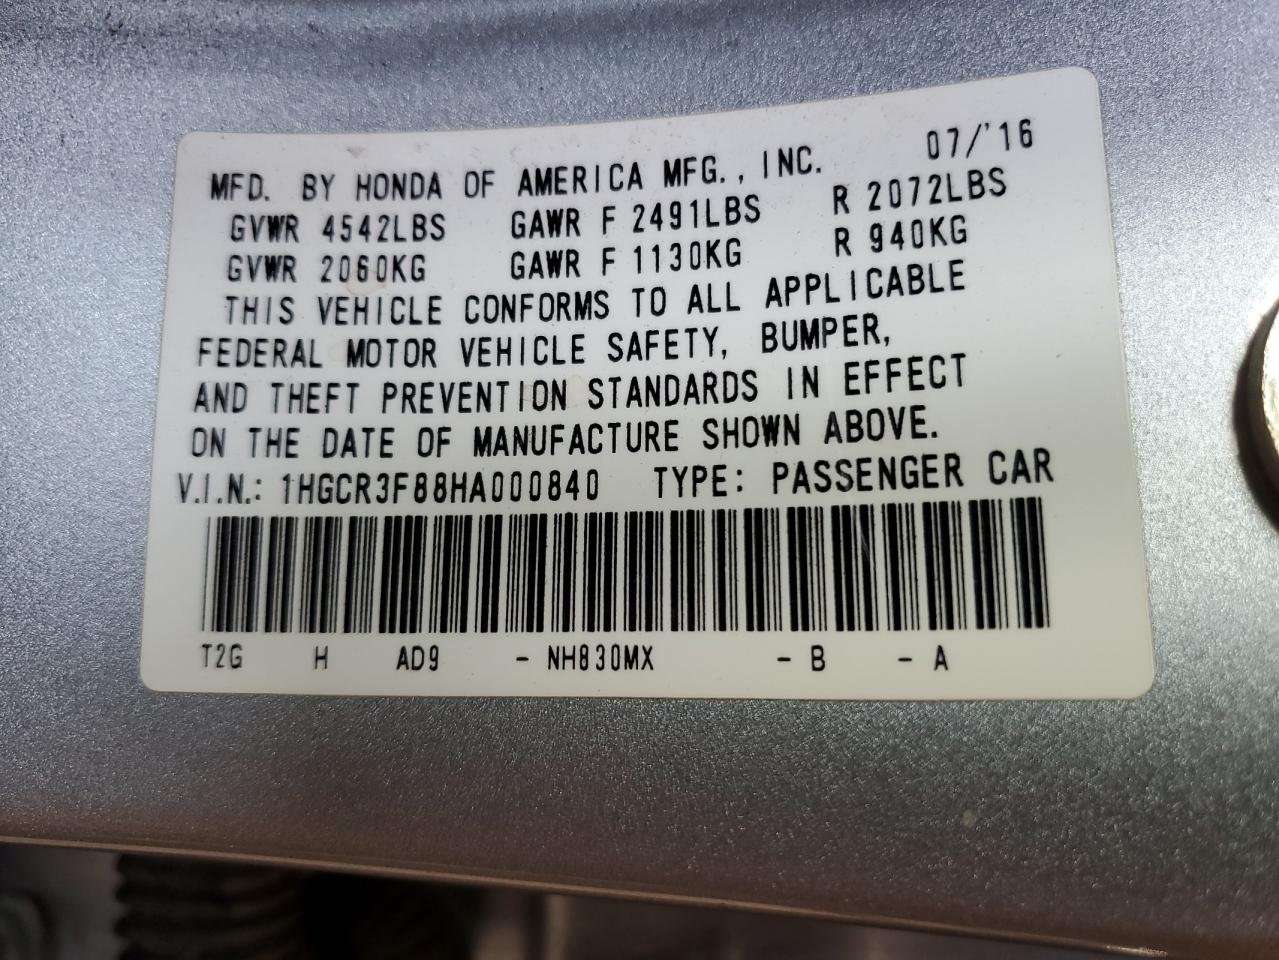 07/'16
MFD. BY HONDA OF AMERICA MFG., INC.
GVWR 4542LBS GAWR F 2491LBS R 2072LBS
GVWR 2060KG GAWR F 1130KG R 940KG
THIS VEHICLE CONFORMS TO ALL APPLICABLE
FEDERAL MOTOR VEHICLE SAFETY, BUMPER,
AND THEFT PREVENTION STANDARDS IN EFFECT
ON THE DATE OF MANUFACTURE SHOWN ABOVE.
V.I.N.: 1HGCR3F88HA000840 TYPE: PASSENGER CAR
T2G H AD9 - NH830MX - B - A